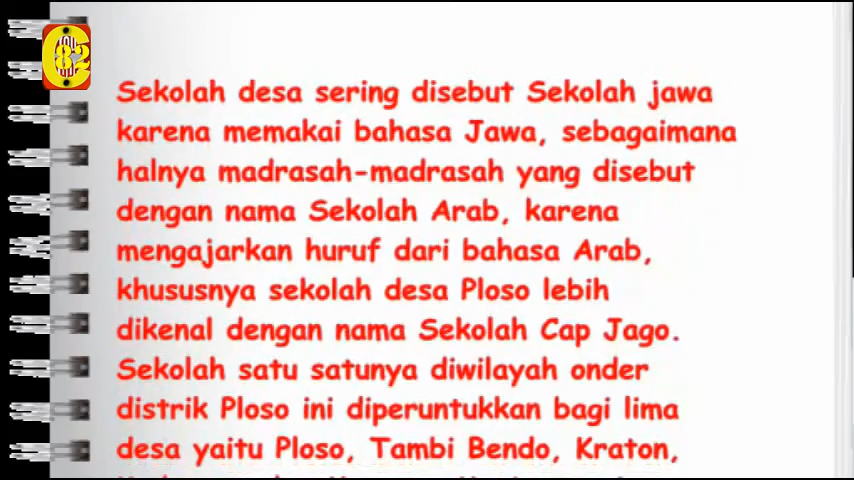 Sekolah desa sering disebut Sekolah jawa
karena memakai bahasa Jawa, sebagaimana
halnya madrasah-madrasah yang disebut
dengan nama Sekolah Arab, karena
mengajarkan huruf dari bahasa Arab,
khususnya sekolah desa Ploso lebih
dikenal dengan nama Sekolah Cap Jago.
Sekolah satu satunya diwilayah onder
distrik Ploso ini diperuntukkan bagi lima
desa yaitu Ploso, Tambi Bendo, Kraton,